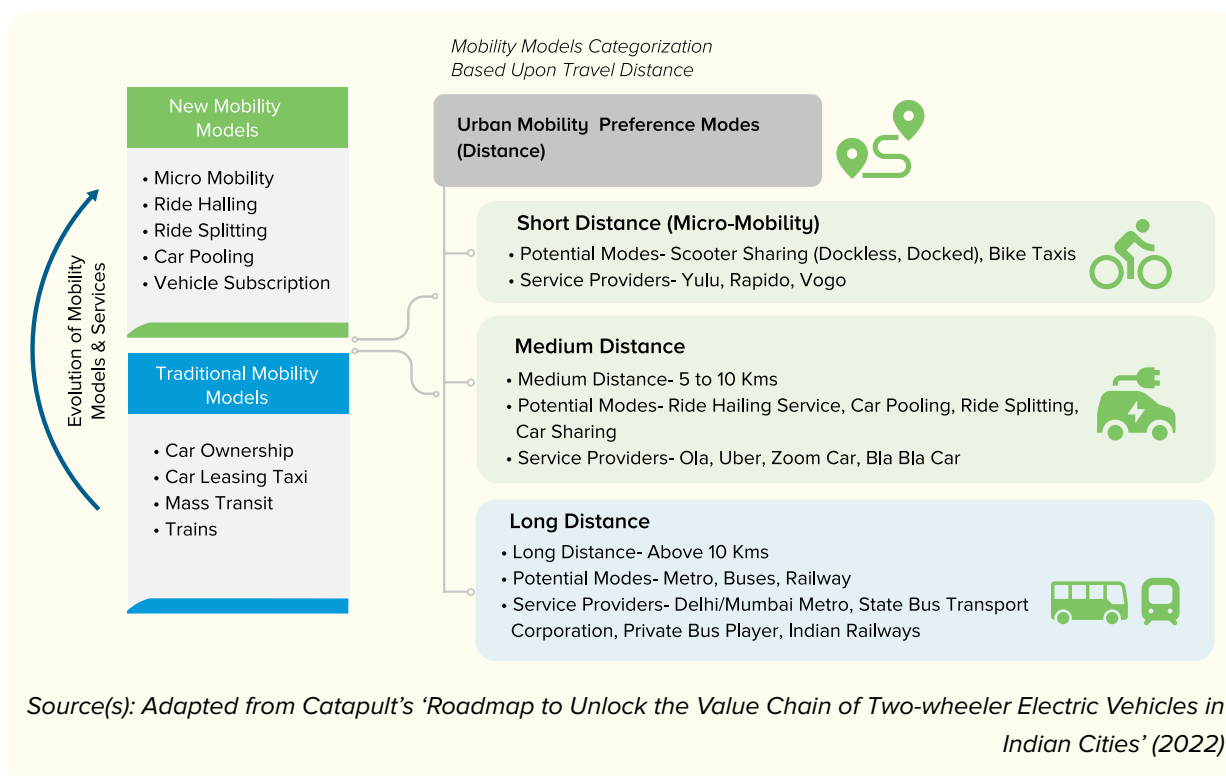 Mobility Models Categorization
Based Upon Travel Distance
New Mobility
Models
• Micro Mobility
• Ride Halling
• Ride Splitting
• Car Pooling
• Vehicle Subscription
Evolution of Mobility
Models & Services
Traditional Mobility
Models
• Car Ownership
• Car Leasing Taxi
• Mass Transit
• Trains
Urban Mobility Preference Modes
(Distance)
Short Distance (Micro-Mobility)
• Potential Modes- Scooter Sharing (Dockless, Docked), Bike Taxis
• Service Providers- Yulu, Rapido, Vogo
Medium Distance
• Medium Distance- 5 to 10 Kms
• Potential Modes- Ride Hailing Service, Car Pooling, Ride Splitting,
Car Sharing
• Service Providers- Ola, Uber, Zoom Car, Bla Bla Car
Long Distance
• Long Distance- Above 10 Kms
• Potential Modes- Metro, Buses, Railway
• Service Providers- Delhi/Mumbai Metro, State Bus Transport
Corporation, Private Bus Player, Indian Railways
Source(s): Adapted from Catapult’s ‘Roadmap to Unlock the Value Chain of Two-wheeler Electric Vehicles in
Indian Cities’ (2022)